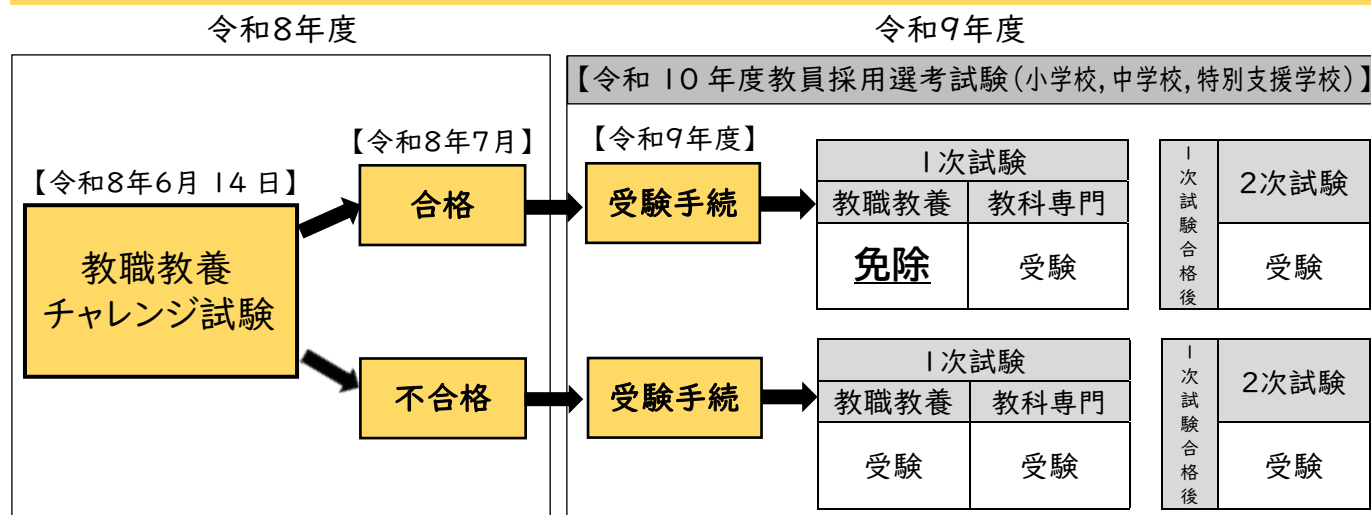 令和8年度
令和9年度
【令和 10 年度教員採用選考試験(小学校,中学校,特別支援学校)】
【令和8年6月 14 日】
教職教養
チャレンジ試験
【令和8年7月】
合格
【令和9年度】
受験手続
1次試験
教職教養 教科専門
免除 受験
1次試験合格後
2次試験
受験
不合格
受験手続
1次試験
教職教養 教科専門
受験 受験
1次試験合格後
2次試験
受験